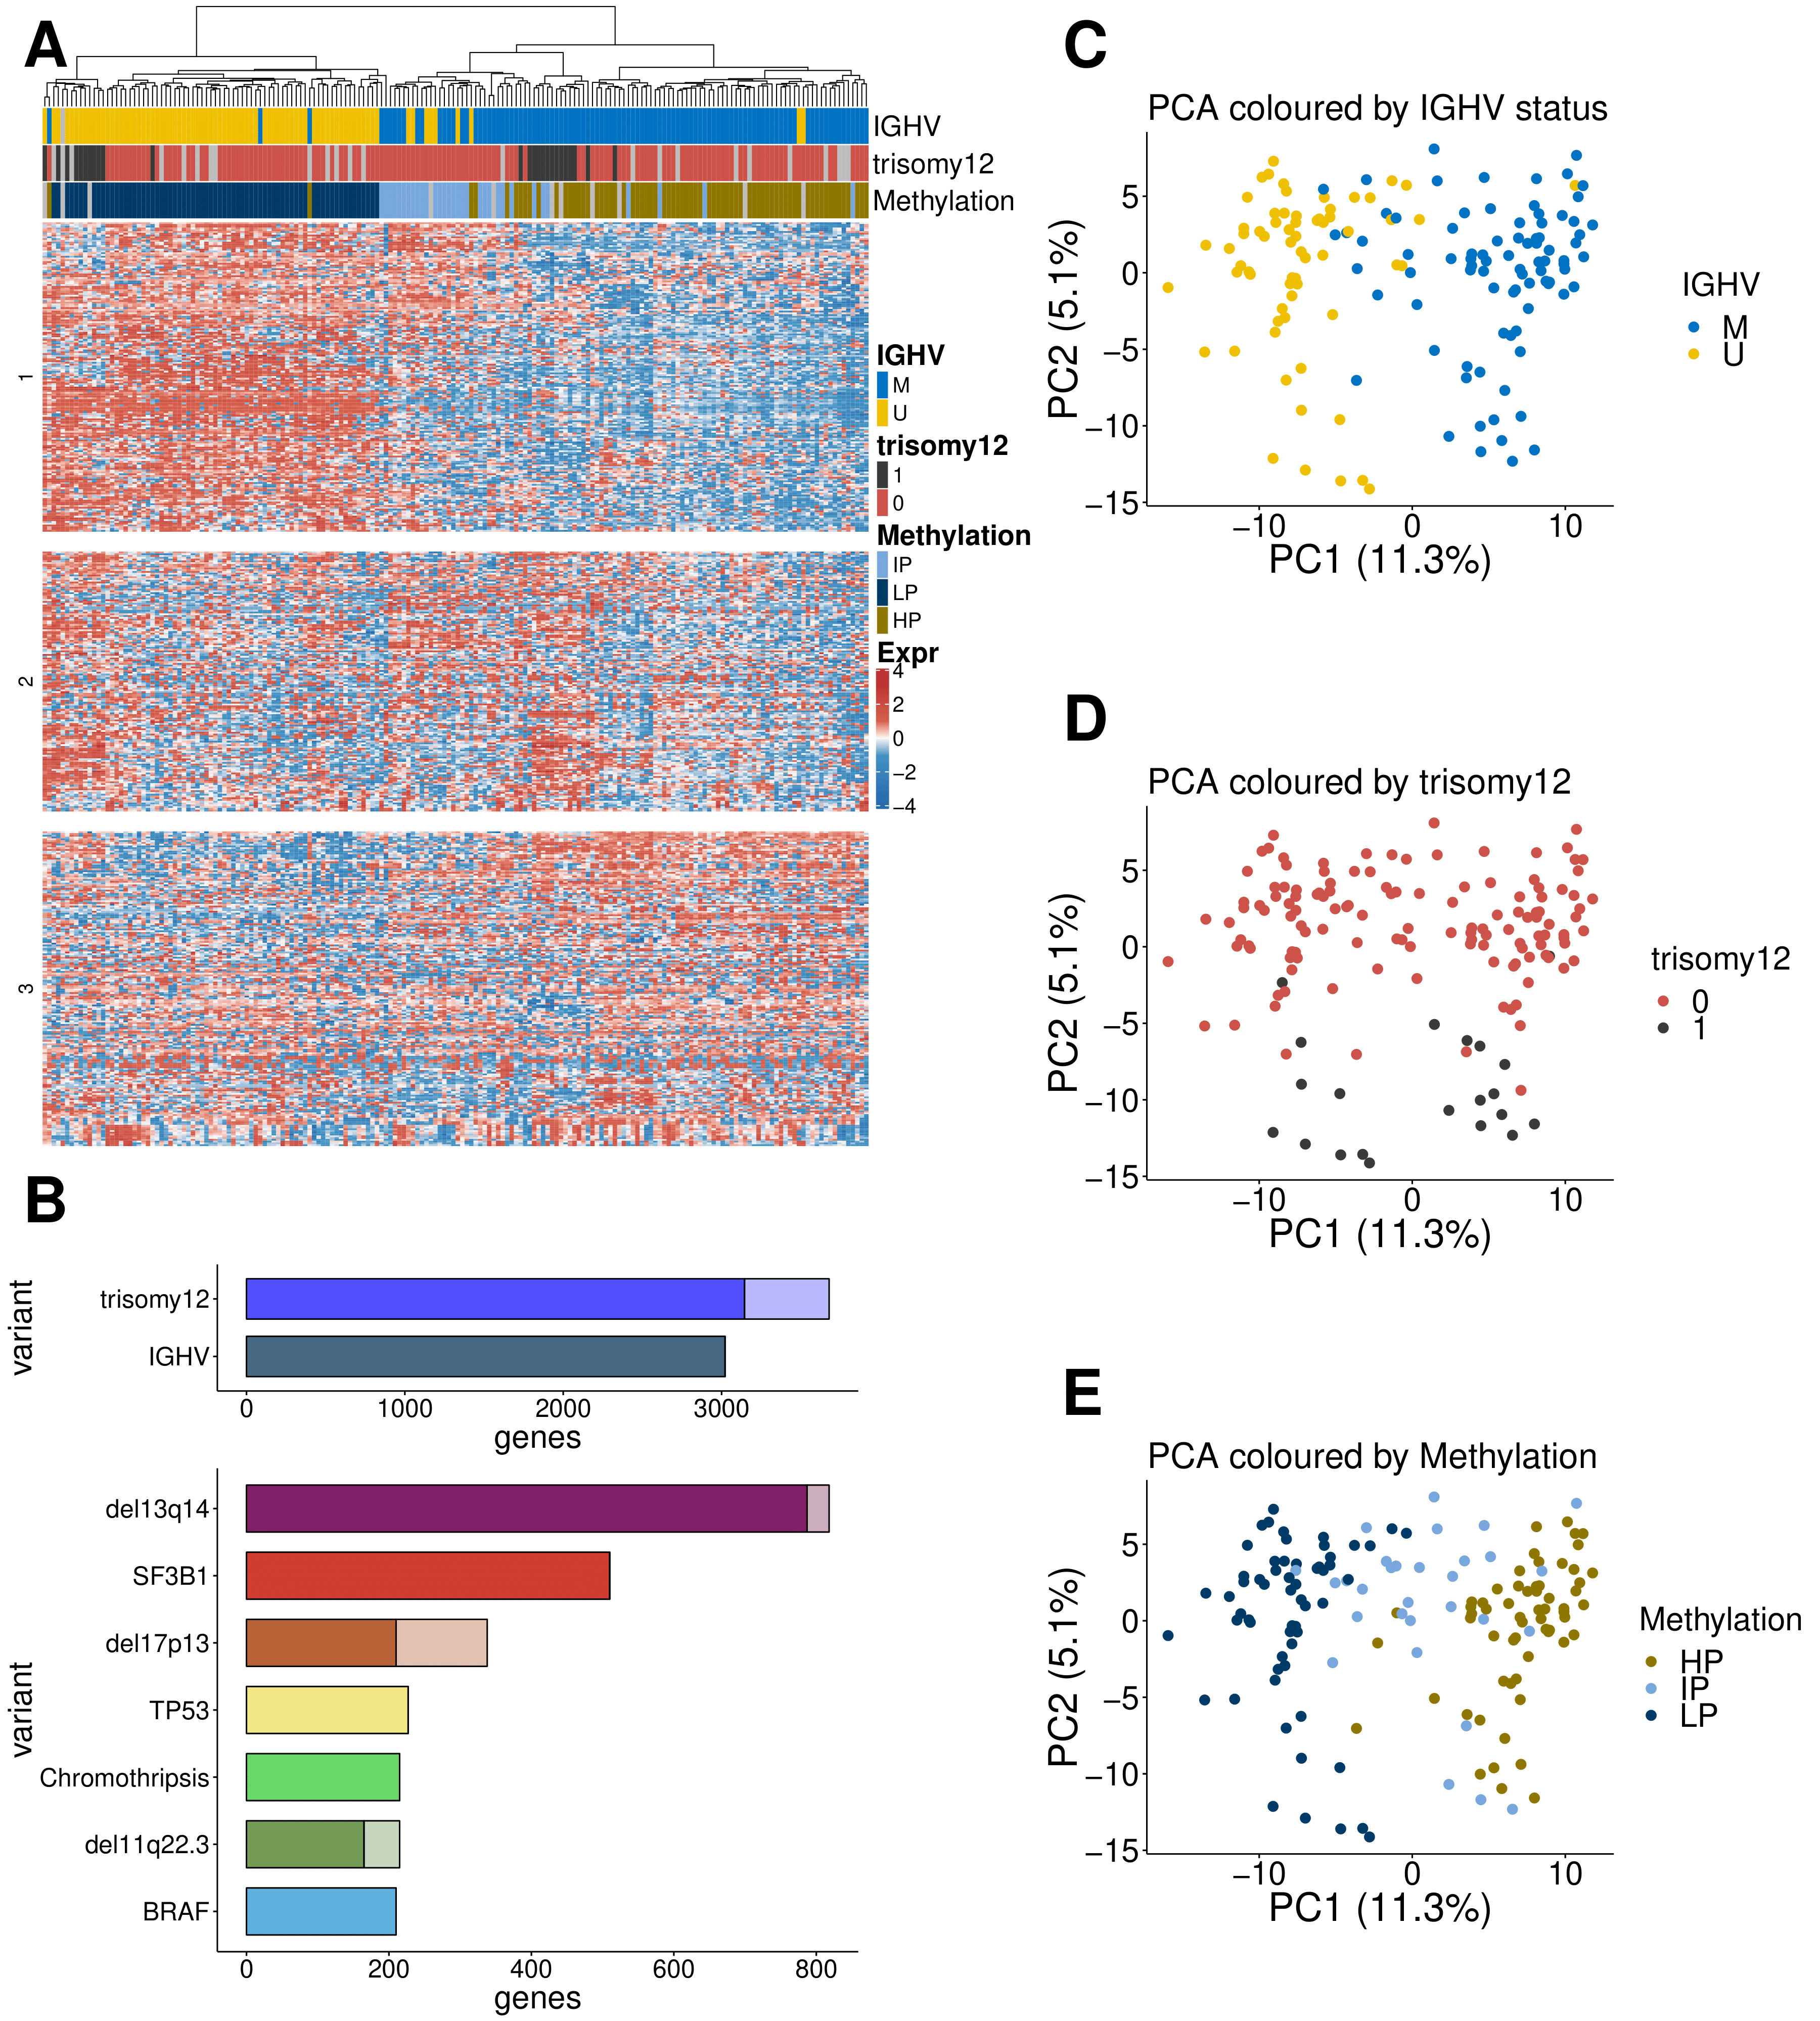 A
IGHV
trisomy12
Methylation
1
2
3
IGHV
M
U
trisomy12
1
0
Methylation
IP
LP
HP
Expr
4
2
0
−2
−4
B
variant
trisomy12
IGHV
0 1000 2000 3000
genes
variant
del13q14
SF3B1
del17p13
TP53
Chromothripsis
del11q22.3
BRAF
0 200 400 600 800
genes
C
PCA coloured by IGHV status
PC2 (5.1%)
5
0
−5
−10
−15
−10 0 10
PC1 (11.3%)
IGHV
M
U
D
PCA coloured by trisomy12
PC2 (5.1%)
5
0
−5
−10
−15
−10 0 10
PC1 (11.3%)
trisomy12
0
1
E
PCA coloured by Methylation
PC2 (5.1%)
5
0
−5
−10
−15
−10 0 10
PC1 (11.3%)
Methylation
HP
IP
LP